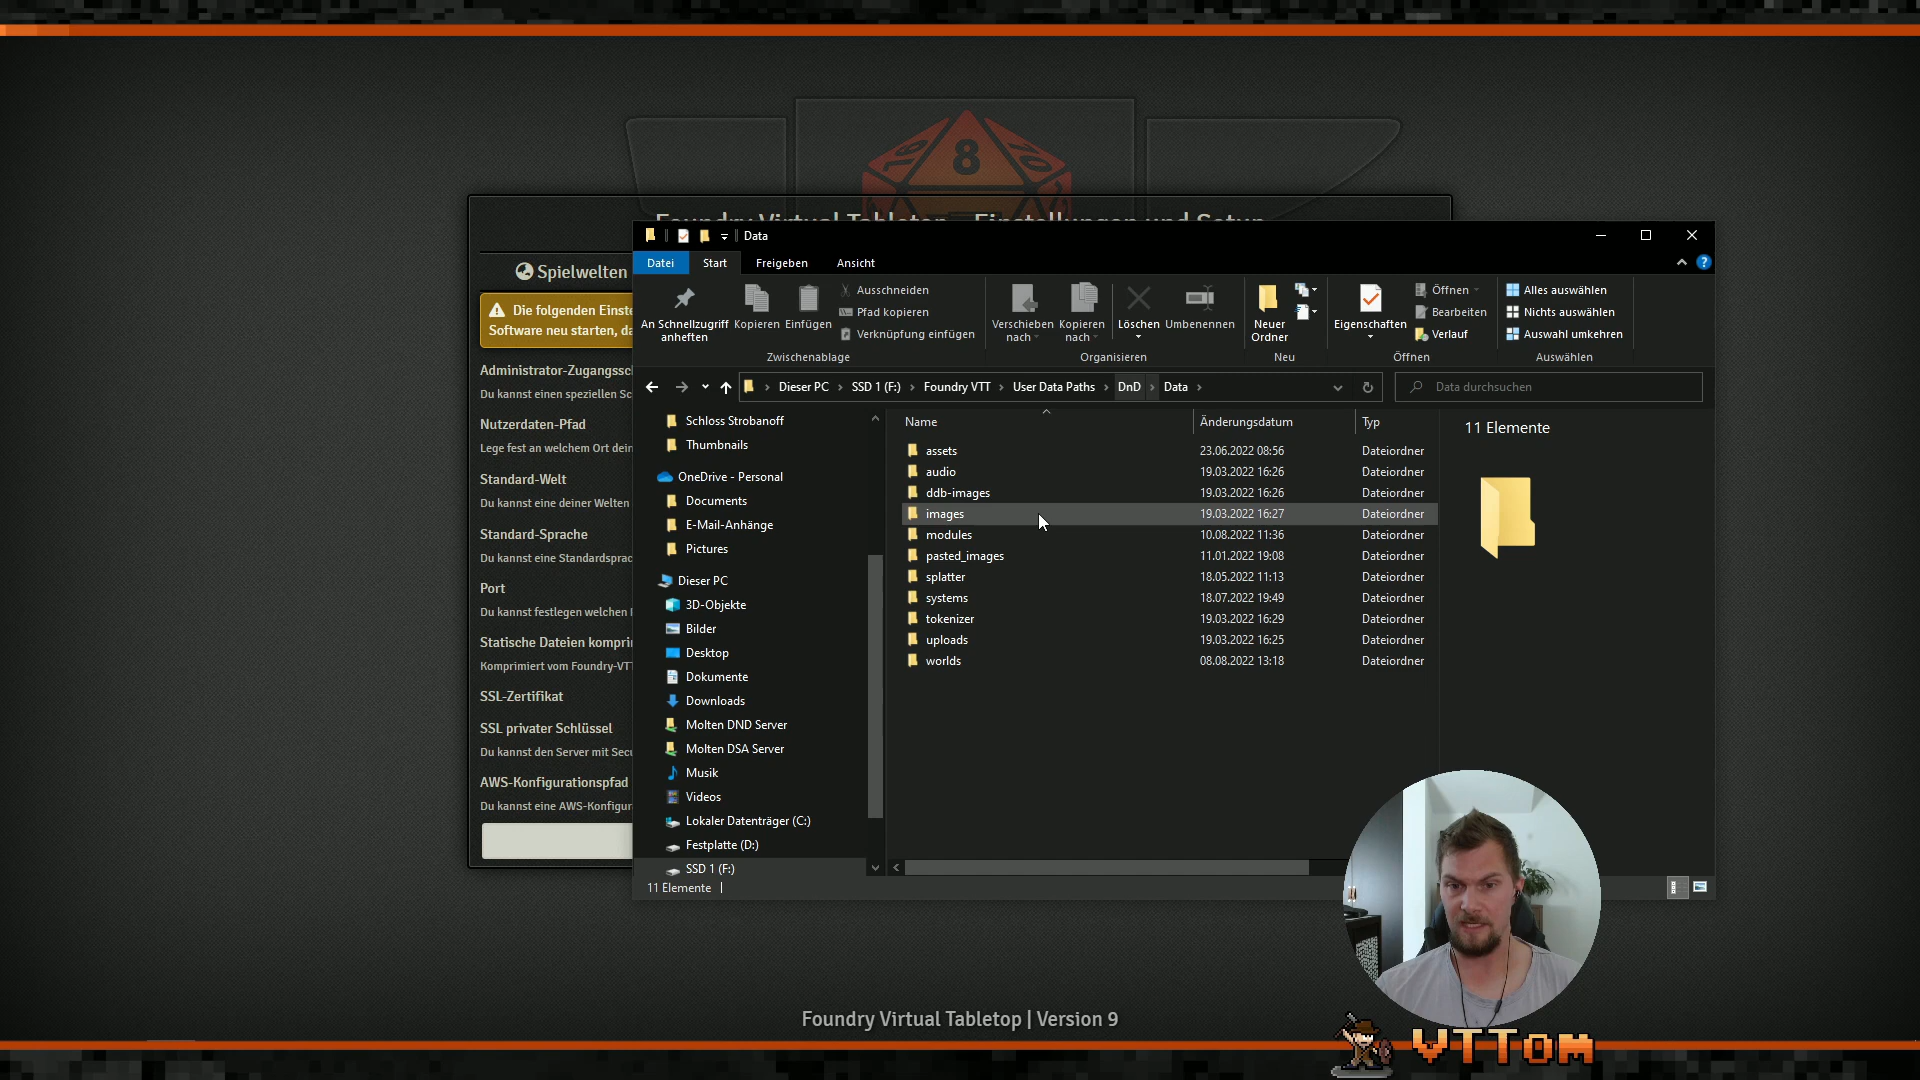 8
Foundry Virtual Tabletop - Einstellungen und Setup
Data
Datei
Start
Freigeben
Ansicht
An Schnellzugriff
anheften
Kopieren
Einfügen
Ausschneiden
Pfad kopieren
Verknüpfung einfügen
Zwischenablage
Verschieben
nach
Kopieren
nach
Löschen
Umbenennen
Organisieren
Neuer
Ordner
Neu
Eigenschaften
Öffnen
Bearbeiten
Verlauf
Öffnen
Alles auswählen
Nichts auswählen
Auswahl umkehren
Auswählen
Dieser PC > SSD 1 (F:) > Foundry VTT > User Data Paths > DnD > Data >
Data durchsuchen
Spielwelten
Die folgenden Einste
Software neu starten, da
Administrator-Zugangssc
Du kannst einen speziellen Sc
Nutzerdaten-Pfad
Lege fest an welchem Ort dein
Standard-Welt
Du kannst eine deiner Welten
Standard-Sprache
Du kannst eine Standardsprac
Port
Du kannst festlegen welchen
Statische Dateien kompri
Komprimiert vom Foundry-VTT
SSL-Zertifikat
SSL privater Schlüssel
Du kannst den Server mit Secu
AWS-Konfigurationspfad
Du kannst eine AWS-Konfigur
Schloss Strobanoff
Thumbnails
OneDrive - Personal
Documents
E-Mail-Anhänge
Pictures
Dieser PC
3D-Objekte
Bilder
Desktop
Dokumente
Downloads
Molten DND Server
Molten DSA Server
Musik
Videos
Lokaler Datenträger (C:)
Festplatte (D:)
SSD 1 (F:)
Name Änderungsdatum Typ
assets 23.06.2022 08:56 Dateiordner
audio 19.03.2022 16:26 Dateiordner
ddb-images 19.03.2022 16:26 Dateiordner
images 19.03.2022 16:27 Dateiordner
modules 10.08.2022 11:36 Dateiordner
pasted_images 11.01.2022 19:08 Dateiordner
splatter 18.05.2022 11:13 Dateiordner
systems 18.07.2022 19:49 Dateiordner
tokenizer 19.03.2022 16:29 Dateiordner
uploads 19.03.2022 16:25 Dateiordner
worlds 08.08.2022 13:18 Dateiordner
11 Elemente
11 Elemente
Foundry Virtual Tabletop | Version 9
VTTom